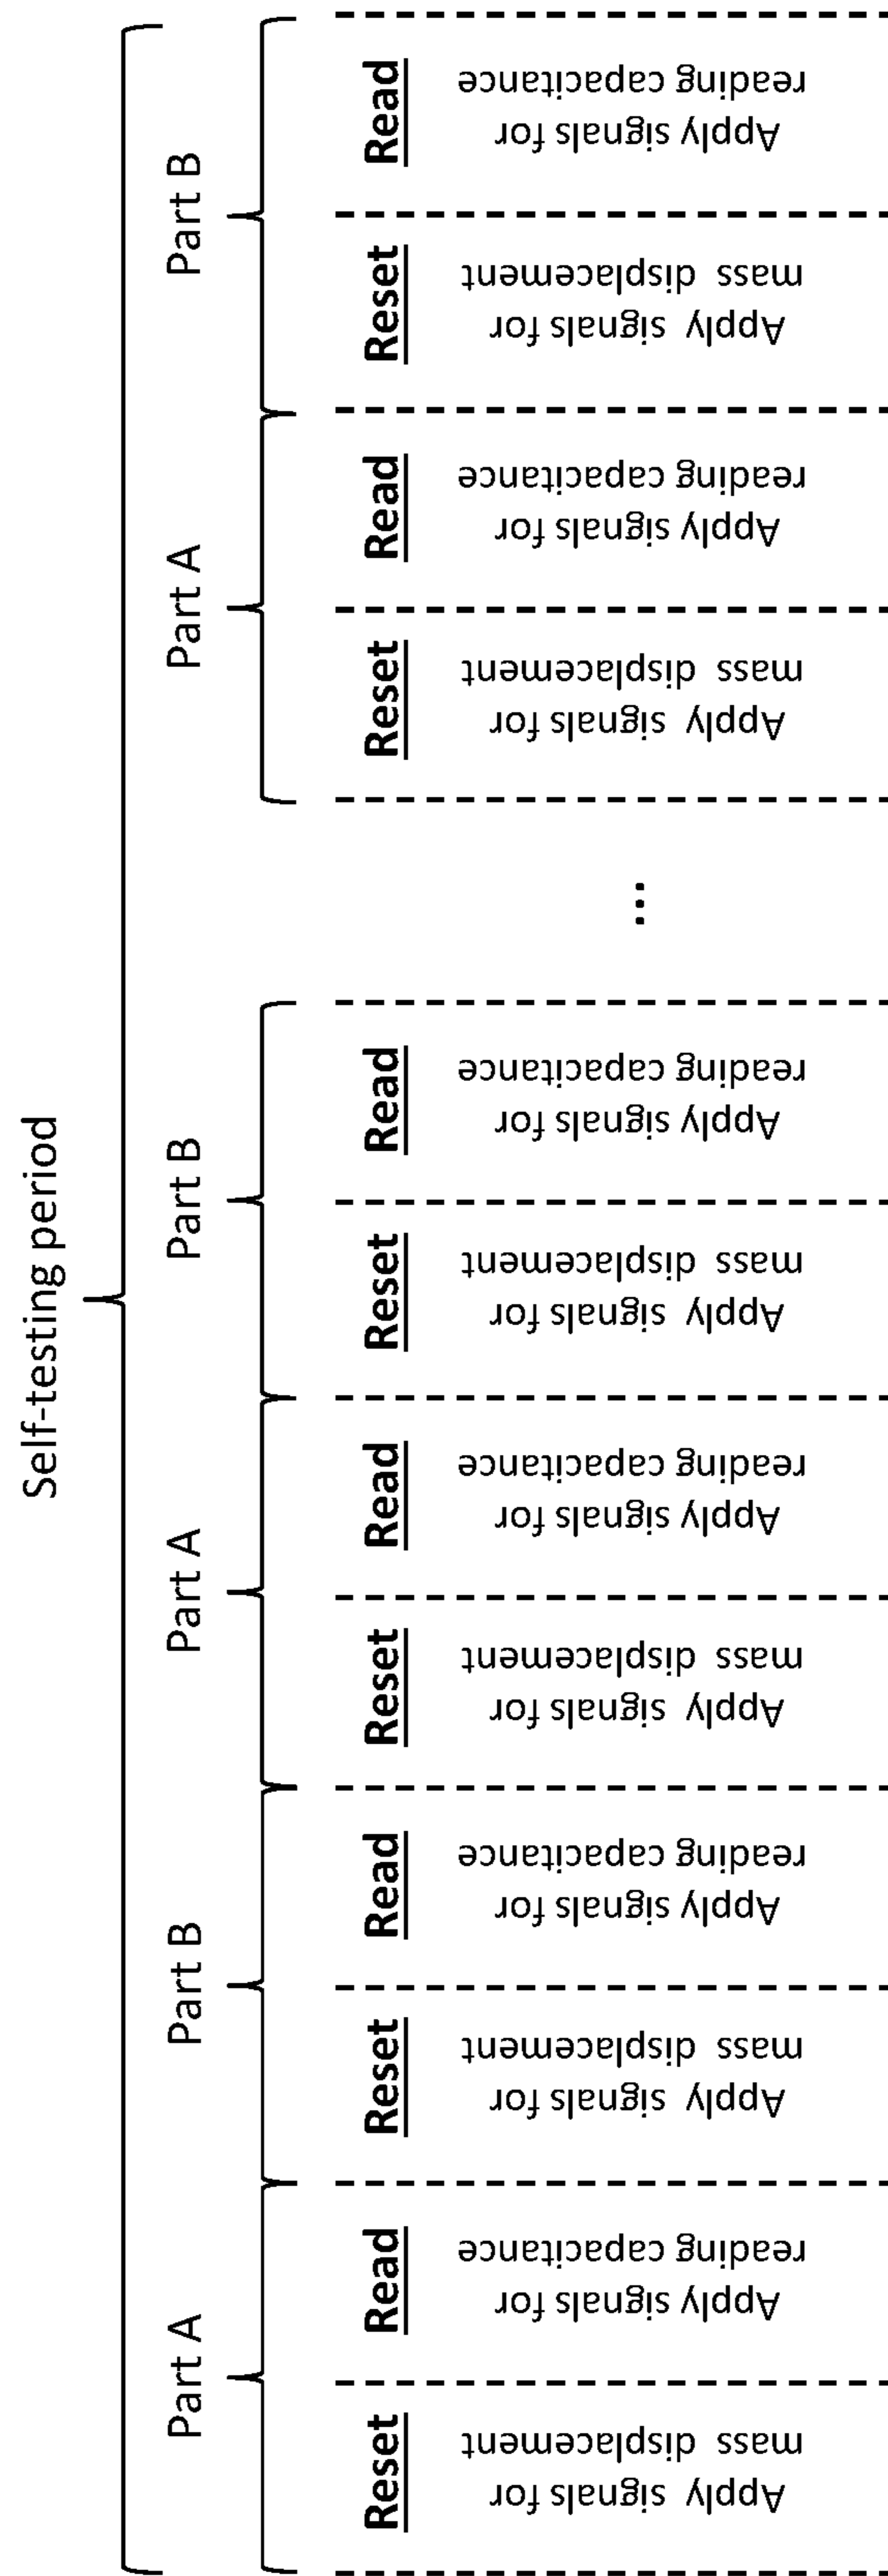 Self-testing period
Part A
Part B
Part A
Part B
Part A
Part B
Reset
Apply signals for
mass displacement
Read
Apply signals for
reading capacitance
Reset
Apply signals for
mass displacement
Read
Apply signals for
reading capacitance
Reset
Apply signals for
mass displacement
Read
Apply signals for
reading capacitance
Reset
Apply signals for
mass displacement
Read
Apply signals for
reading capacitance
...
Reset
Apply signals for
mass displacement
Read
Apply signals for
reading capacitance
Reset
Apply signals for
mass displacement
Read
Apply signals for
reading capacitance